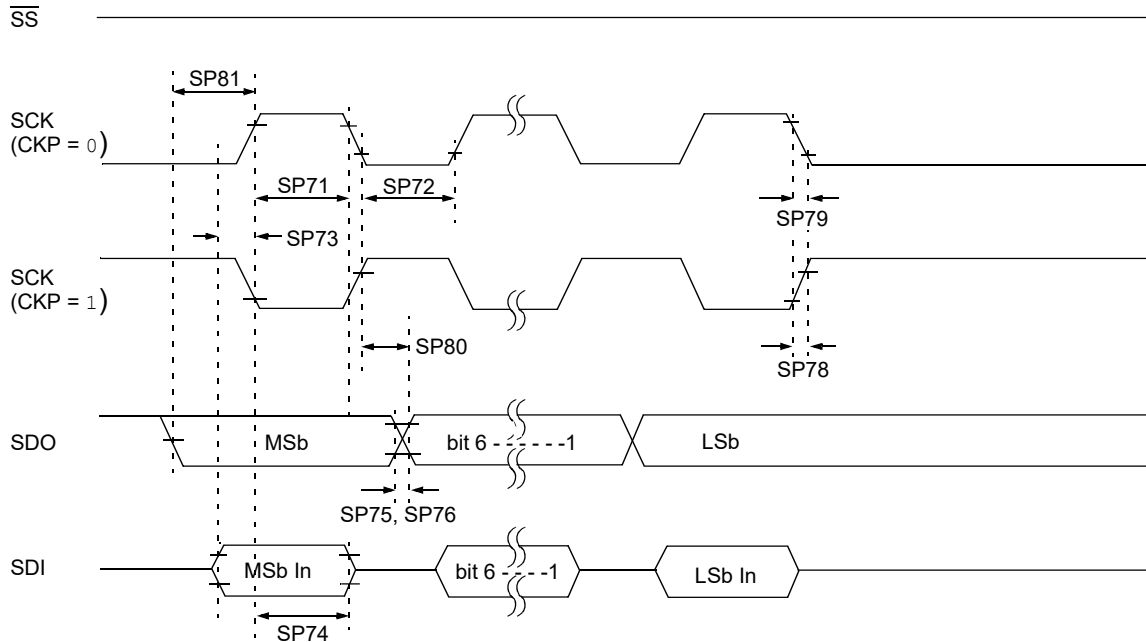 SS
SP81
SCK
(CKP = 0)
SP71
SP72
SP79
SP73
SCK
(CKP = 1)
SP80
SP78
SDO
MSb
bit 6 - - - - - - -1
LSb
SP75, SP76
SDI
MSb In
bit 6 - - - - -1
LSb In
SP74